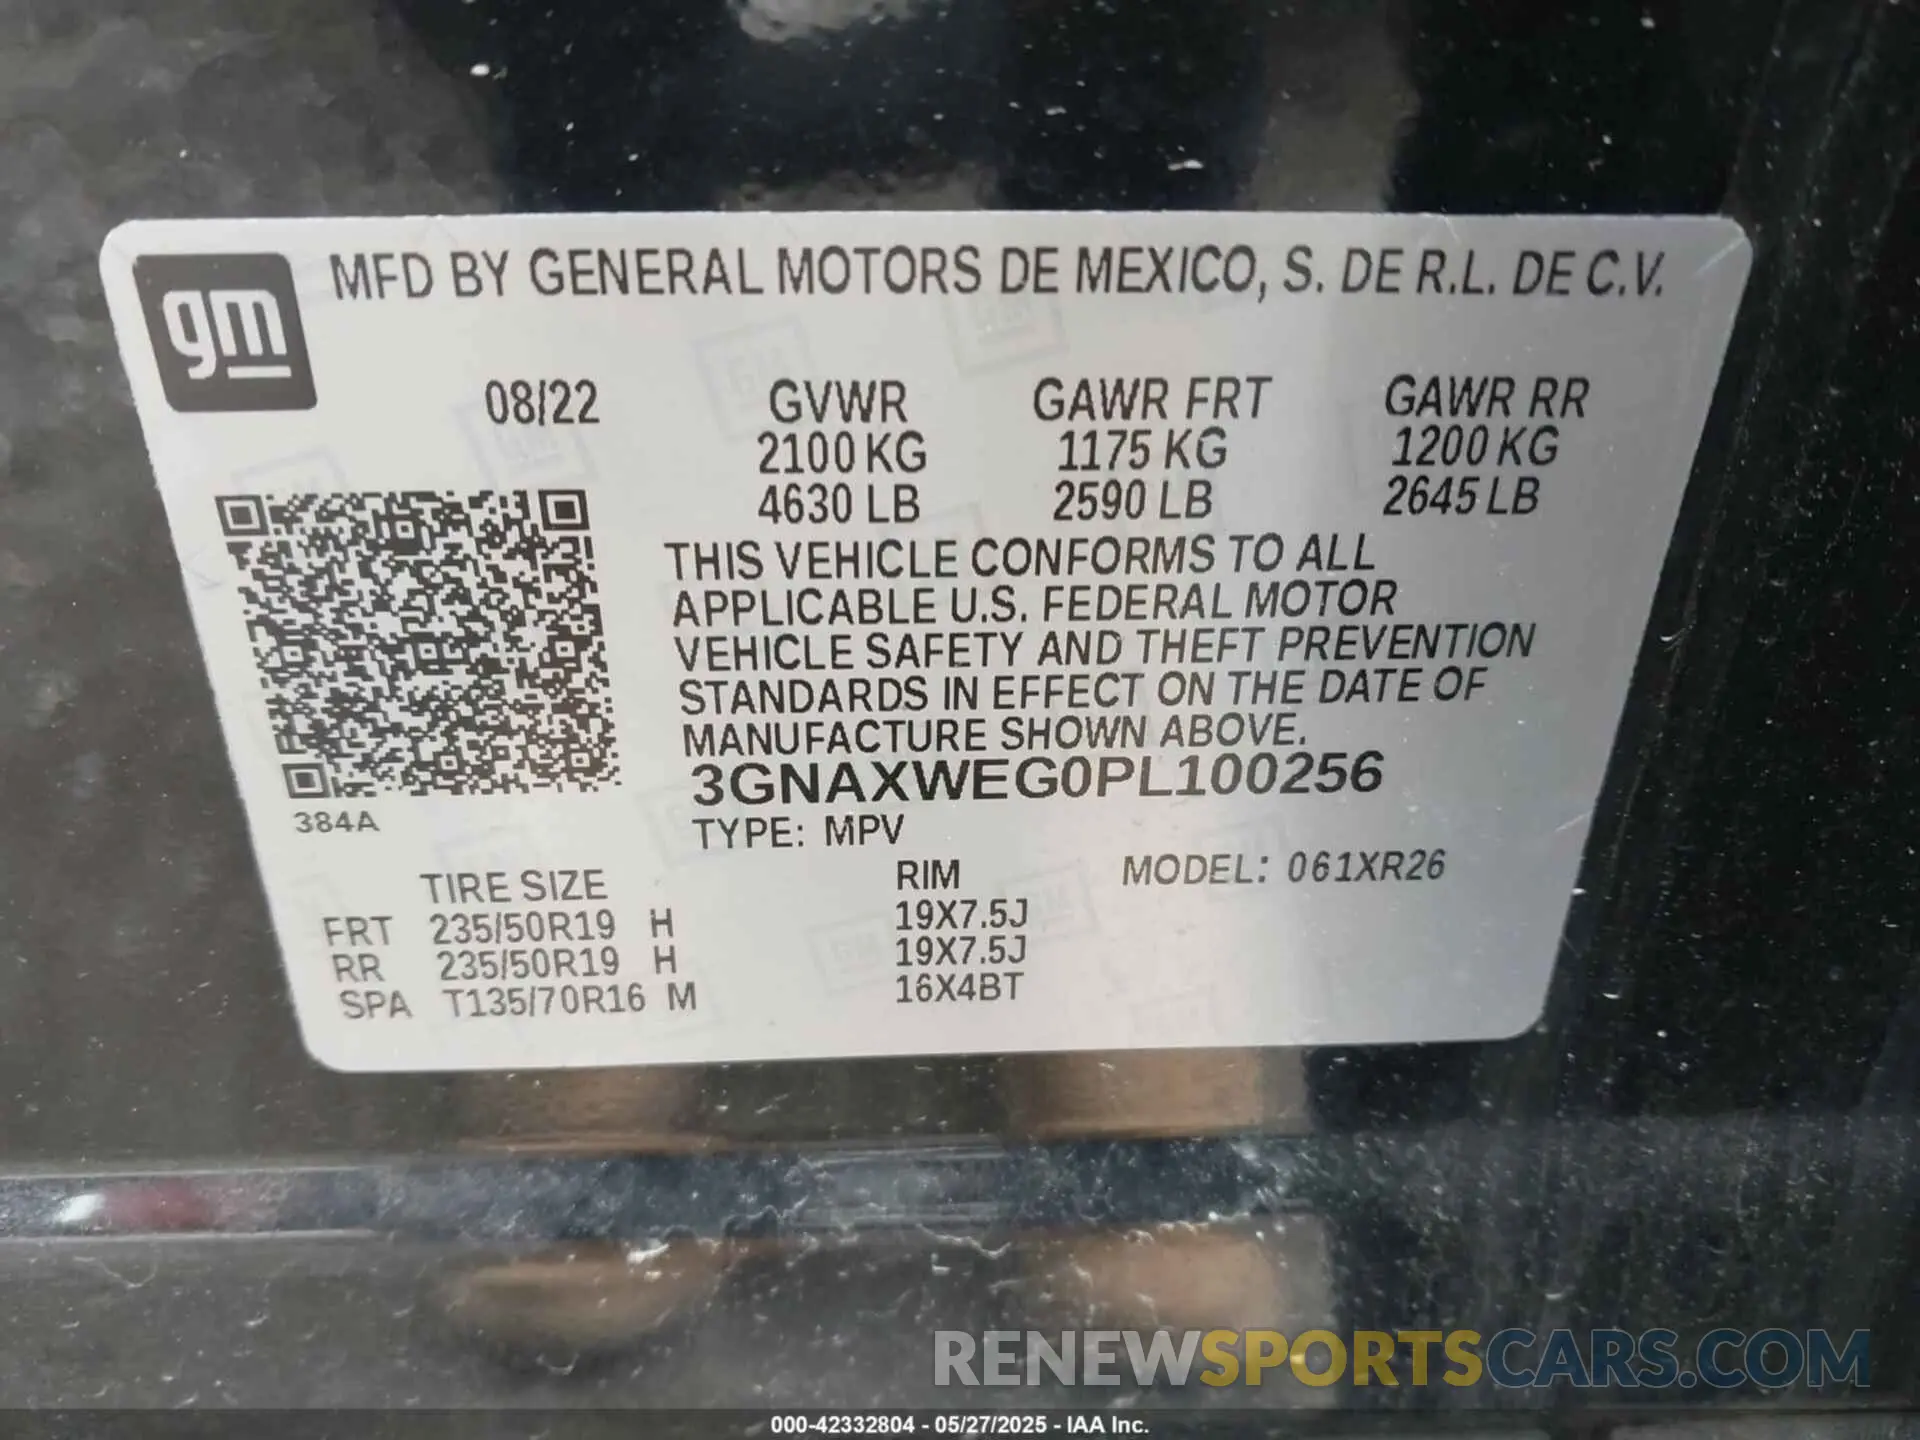 gm
MFD BY GENERAL MOTORS DE MEXICO, S. DE R.L. DE C.V.
08/22 GVWR GAWR FRT GAWR RR
2100 KG 1175 KG 1200 KG
4630 LB 2590 LB 2645 LB
THIS VEHICLE CONFORMS TO ALL
APPLICABLE U.S. FEDERAL MOTOR
VEHICLE SAFETY AND THEFT PREVENTION
STANDARDS IN EFFECT ON THE DATE OF
MANUFACTURE SHOWN ABOVE.
3GNAXWEG0PL100256
384A
TYPE: MPV
TIRE SIZE RIM MODEL: 061XR26
FRT 235/50R19 H 19X7.5J
RR 235/50R19 H 19X7.5J
SPA T135/70R16 M 16X4BT
RENEWSPORTSCARS.COM
000-42332804 - 05/27/2025 - IAA Inc.